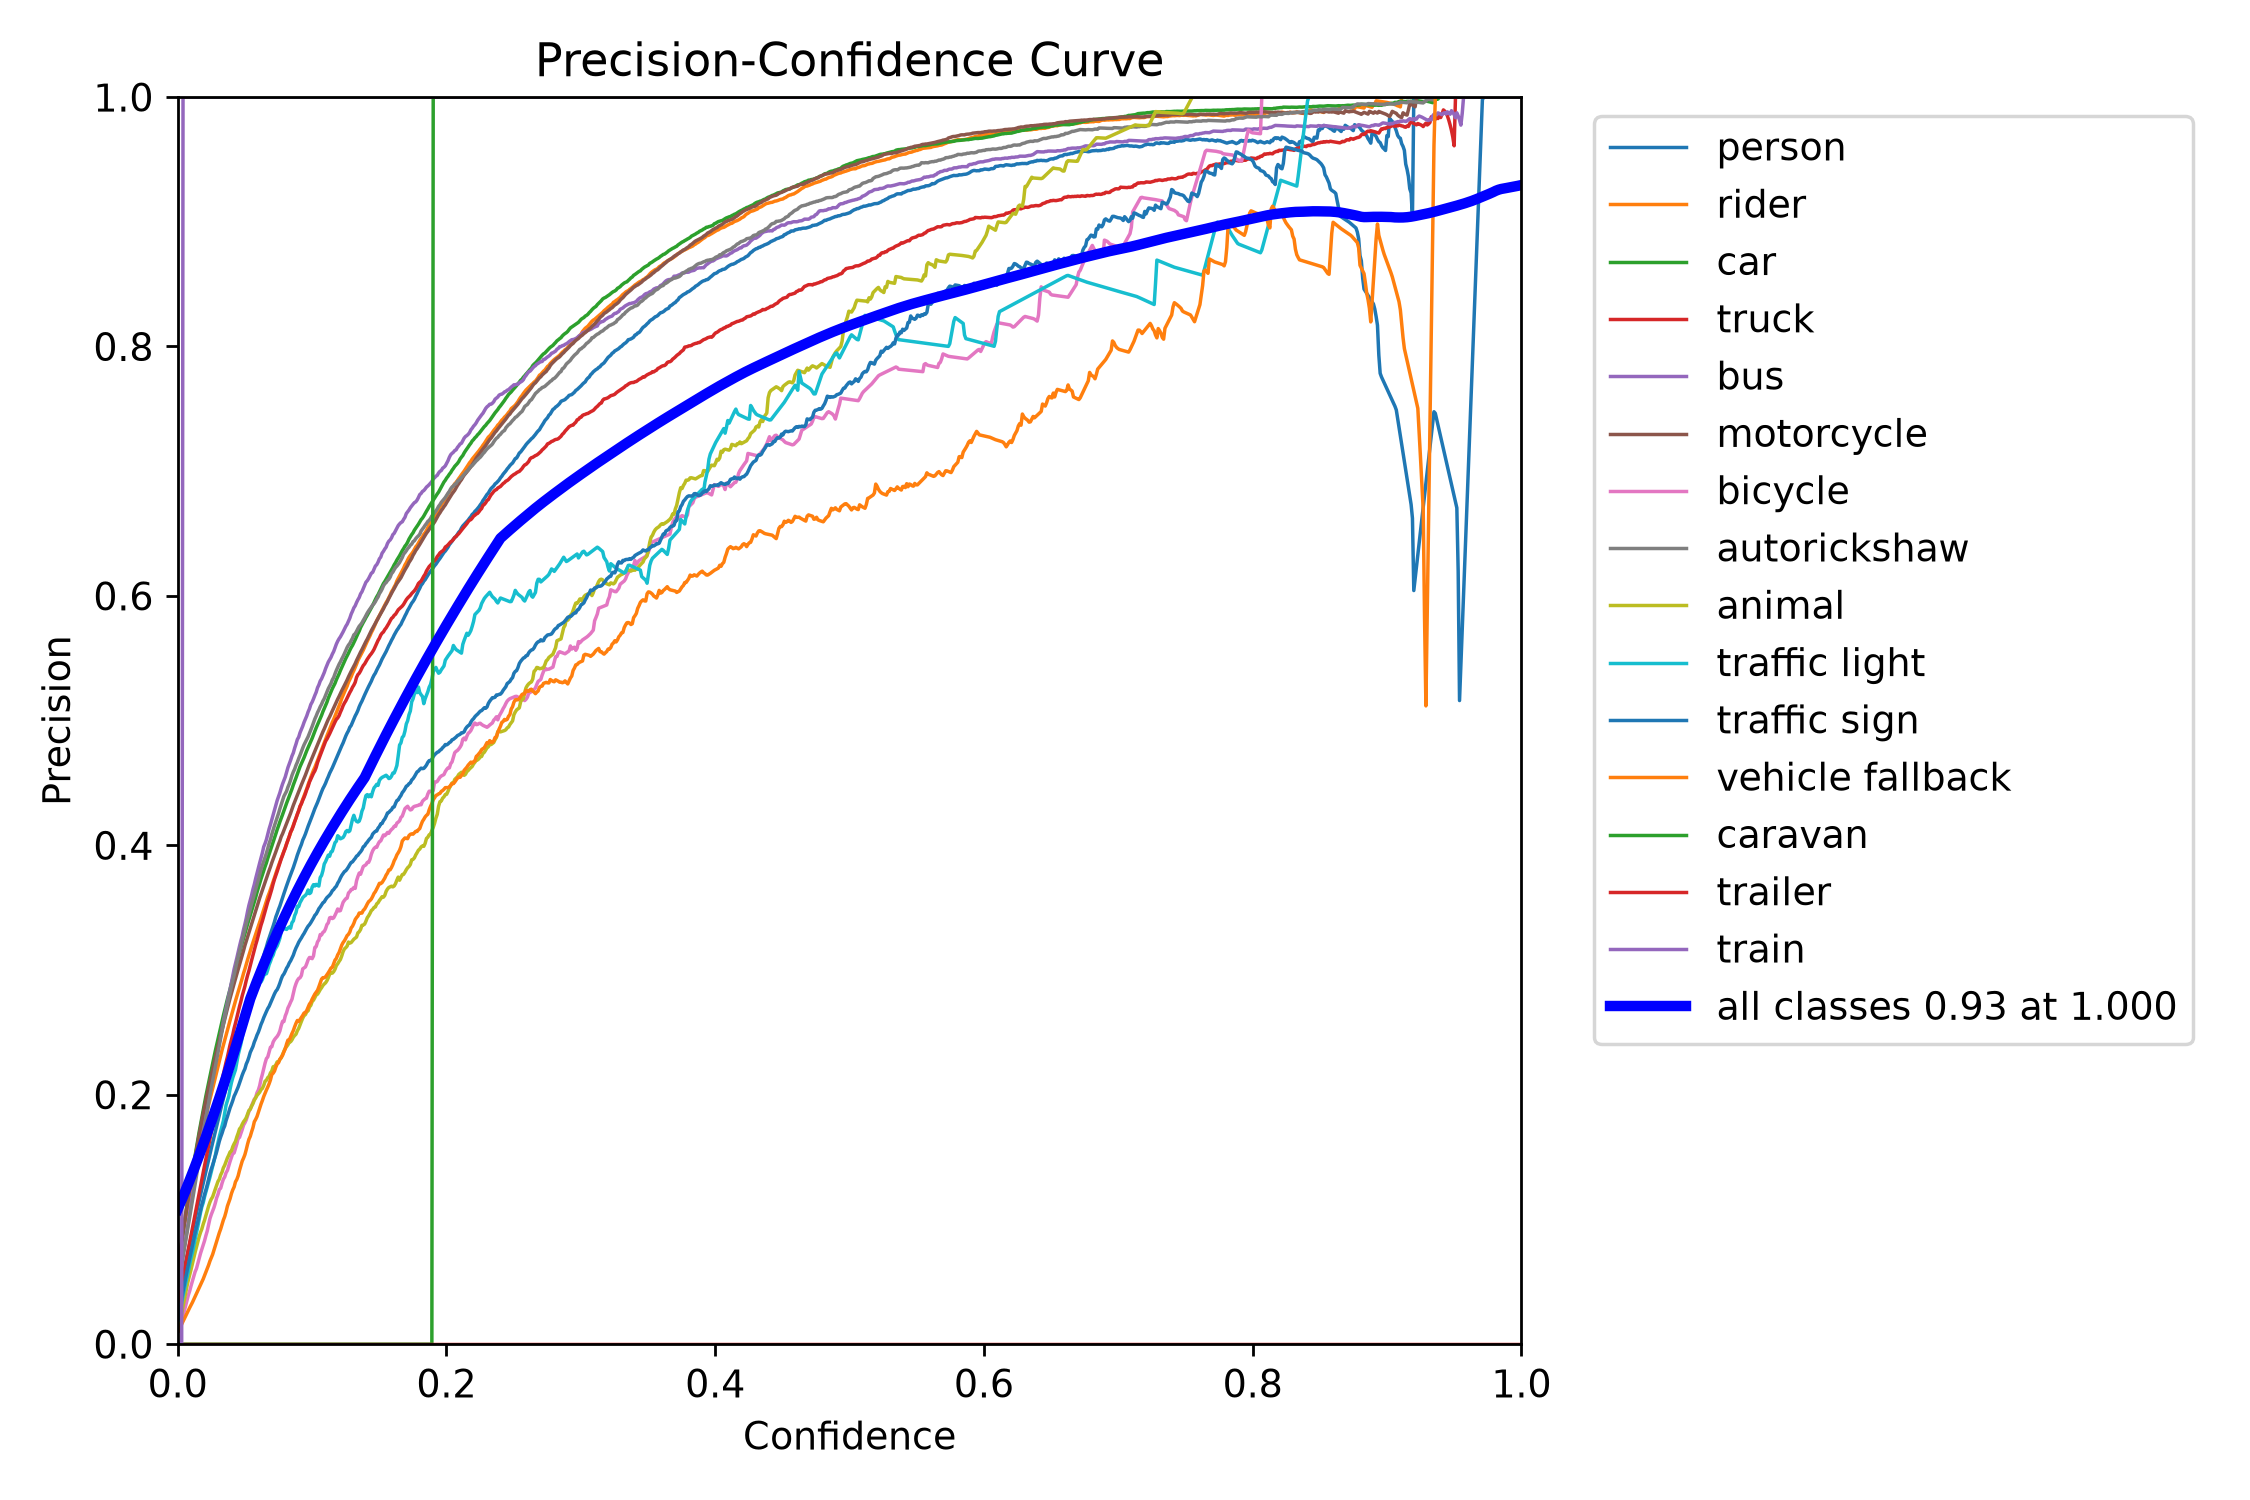 Precision-Confidence Curve
1.0
0.8
0.6
0.4
0.2
0.0
Precision
0.0 0.2 0.4 0.6 0.8 1.0
Confidence
person
rider
car
truck
bus
motorcycle
bicycle
autorickshaw
animal
traffic light
traffic sign
vehicle fallback
caravan
trailer
train
all classes 0.93 at 1.000